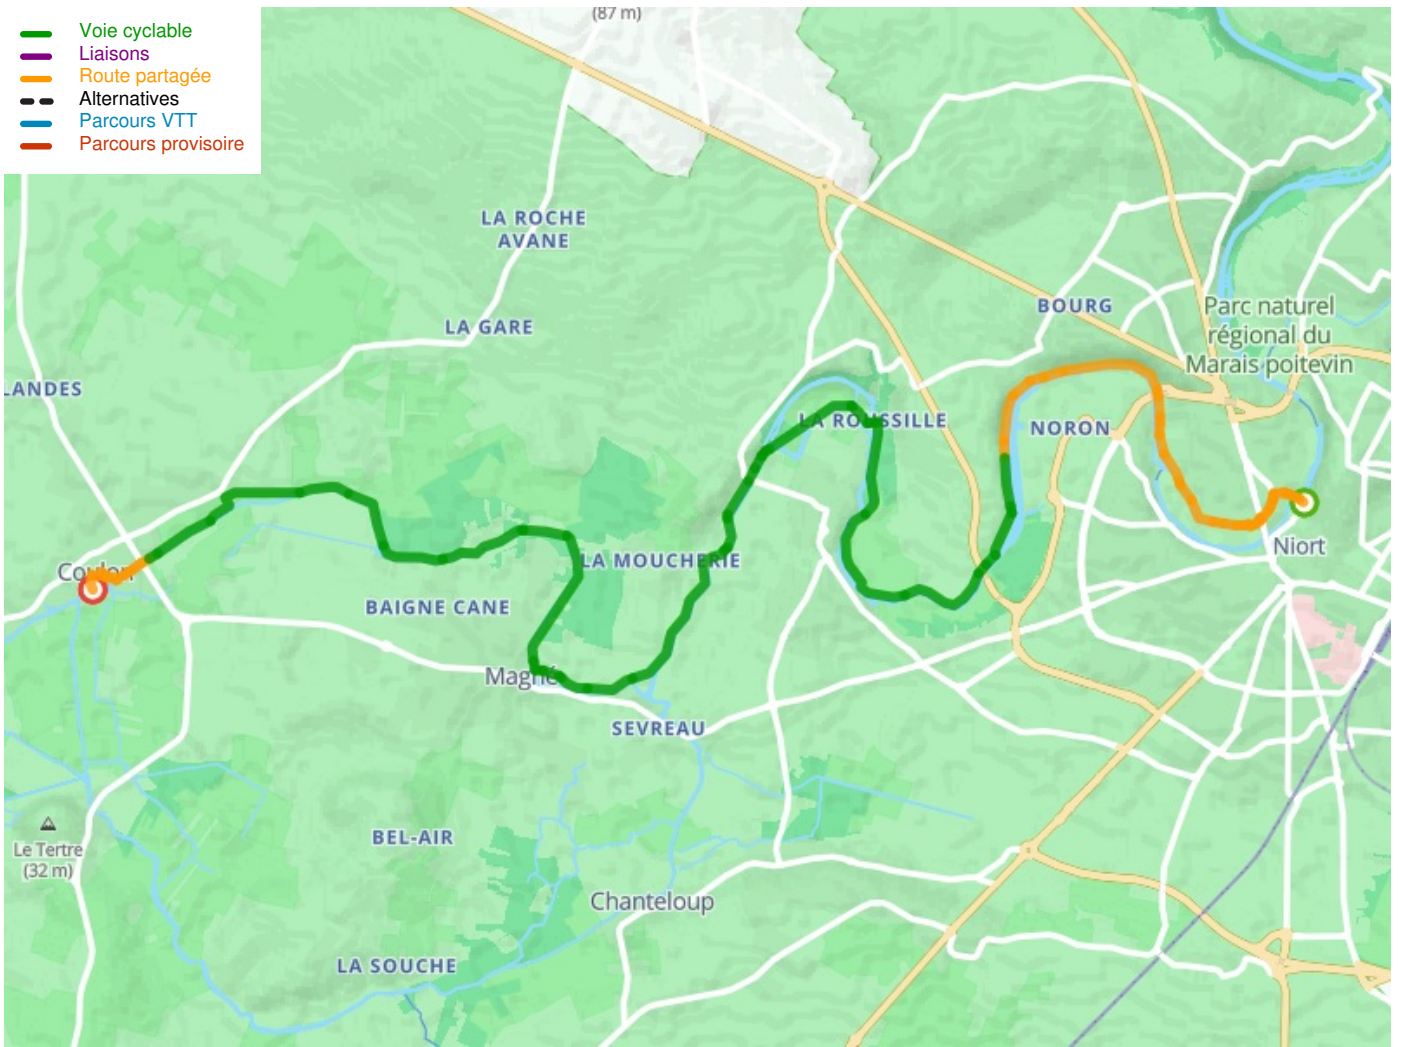 (87 m)
Voie cyclable
Liaisons
Route partagée
Alternatives
Parcours VTT
Parcours provisoire
LA ROCHE
AVANE
BOURG
Parc naturel
régional du
Marais poitevin
LA GARE
LANDES
LA ROUSSILLE
NORON
Niort
LA MOUCHERIE
Coulon
BAIGNE CANE
Magné
SEVREAU
BEL-AIR
Le Tertre
(32 m)
Chanteloup
LA SOUCHE